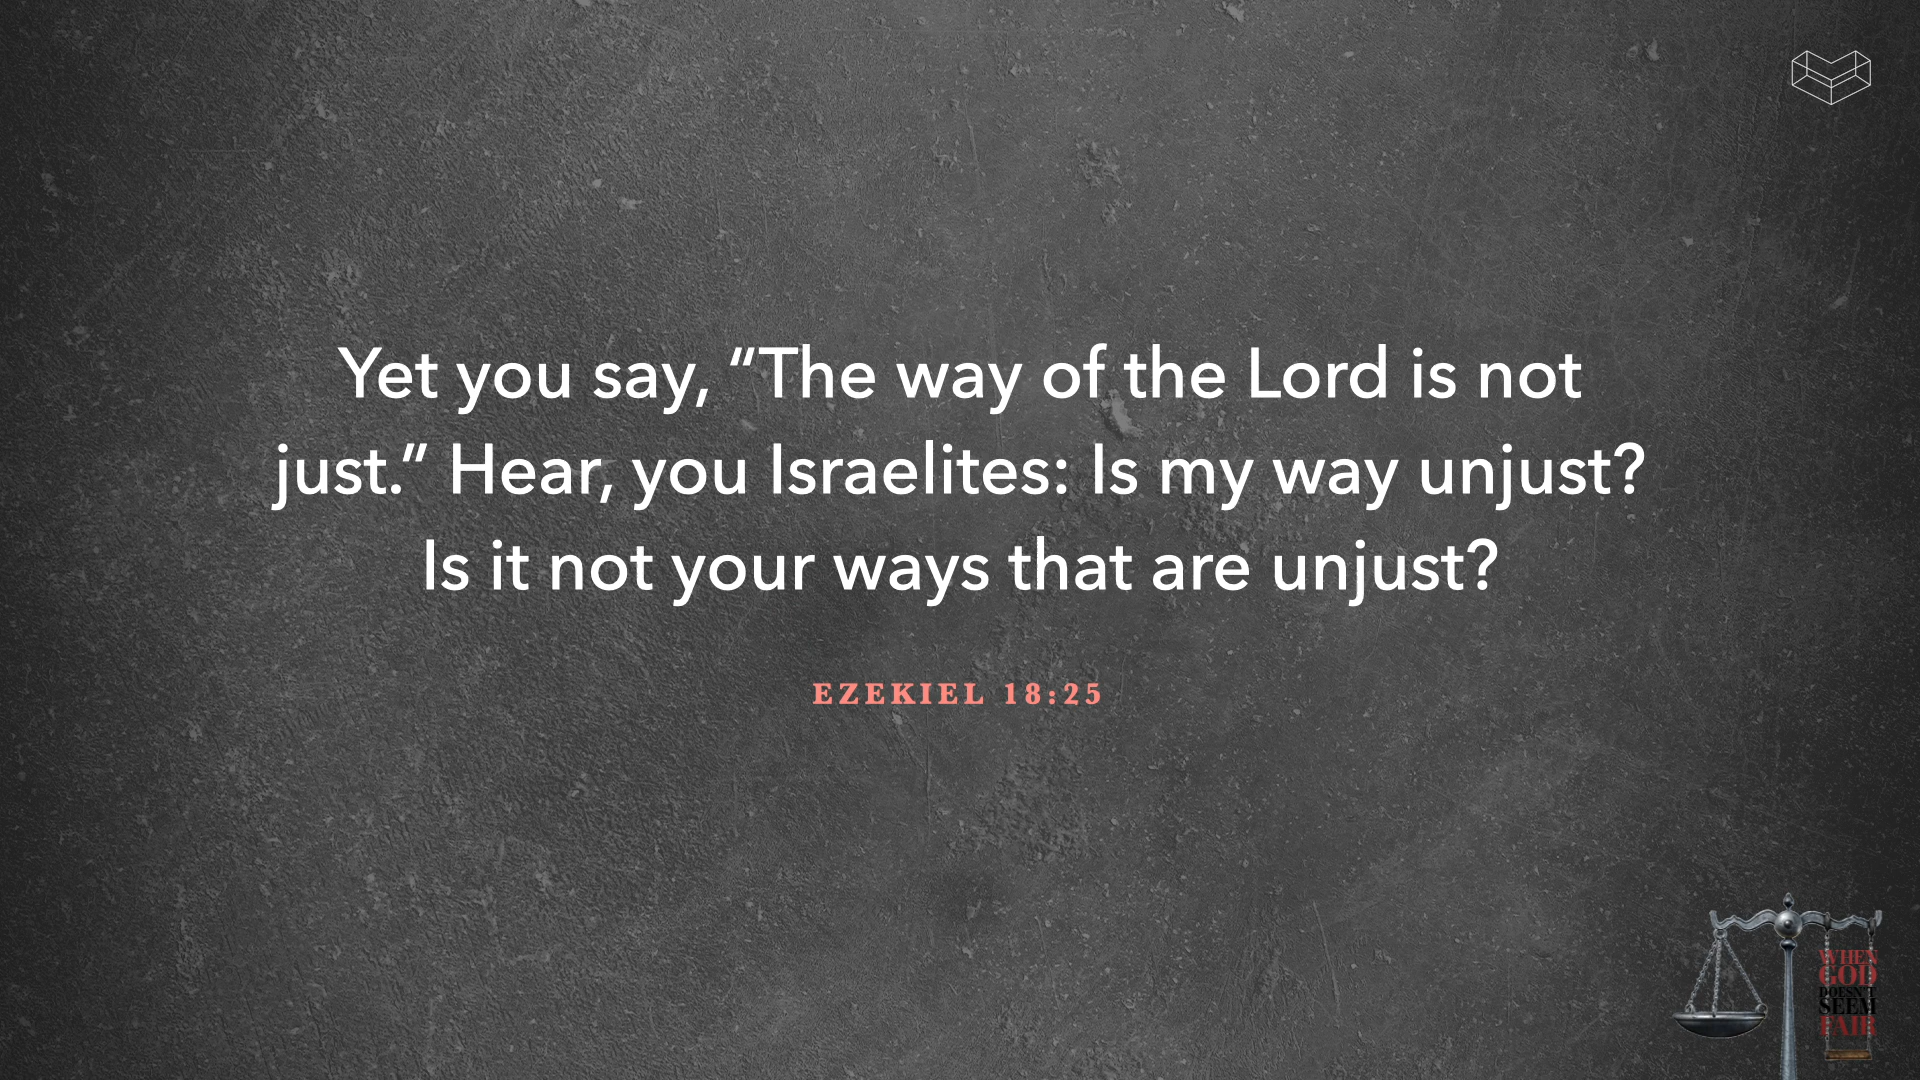 Yet you say, “The way of the Lord is not
just.” Hear, you Israelites: Is my way unjust?
Is it not your ways that are unjust?
EZEKIEL 18:25
WHEN
GOD
DOESN'T
SEEM
FAIR